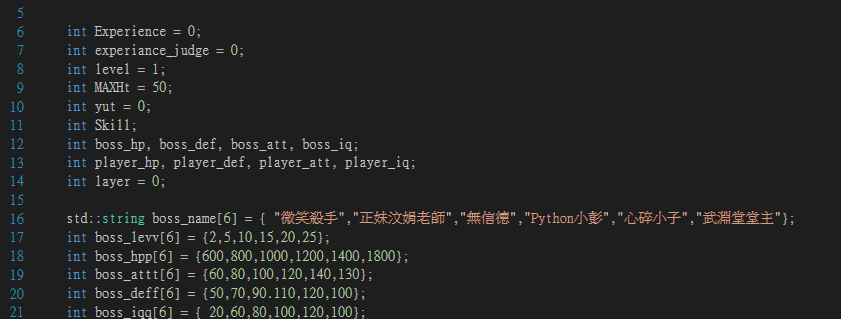 5
6 int Experience = 0;
7 int experiance_judge = 0;
8 int level = 1;
9 int MAXHt = 50;
10 int yut = 0;
11 int Skill;
12 int boss_hp, boss_def, boss_att, boss_iq;
13 int player_hp, player_def, player_att, player_iq;
14 int layer = 0;
15
16 std::string boss_name[6] = { "微笑殺手","正妹汶娟老師","無信德","Python小彭","心碎小子","武淵堂堂主"};
17 int boss_levv[6] = {2,5,10,15,20,25};
18 int boss_hpp[6] = {600,800,1000,1200,1400,1800};
19 int boss_attt[6] = {60,80,100,120,140,130};
20 int boss_deff[6] = {50,70,90.110,120,100};
21 int boss_iqq[6] = { 20,60,80,100,120,100};